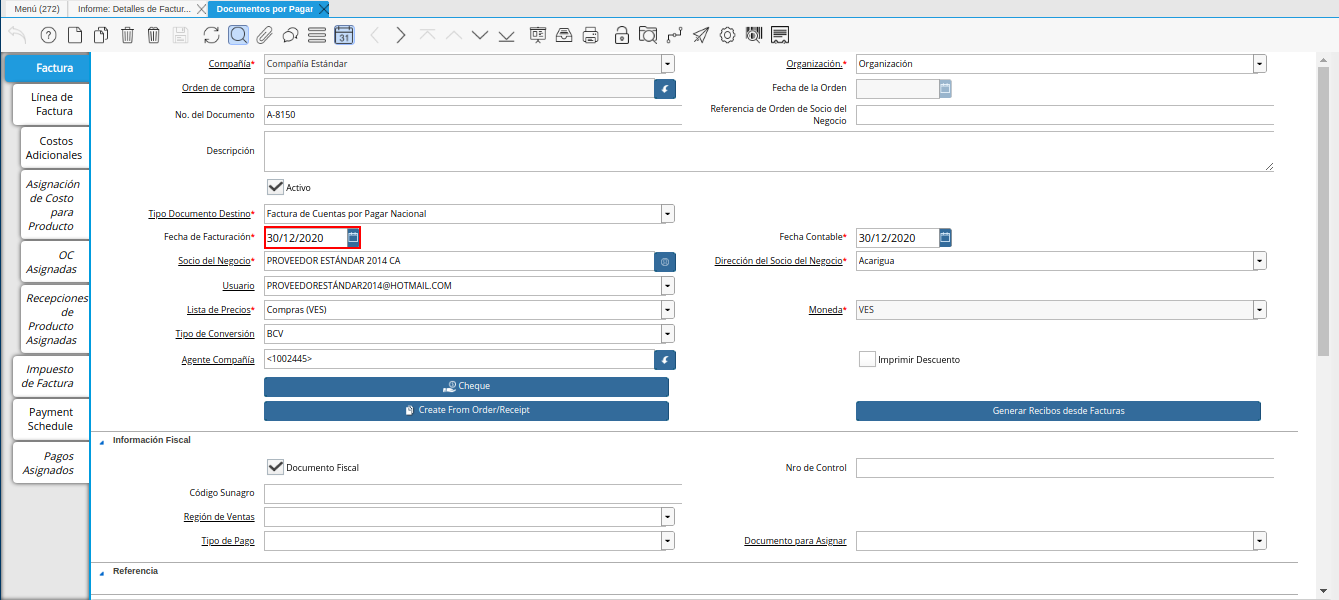 Menú (272)
Informe: Detalles de Factur...
Documentos por Pagar
31
Factura
Línea de
Factura
Costos
Adicionales
Asignación
de Costo
para
Producto
OC
Asignadas
Recepciones
de
Producto
Asignadas
Impuesto
de Factura
Payment
Schedule
Pagos
Asignados
Compañía* Compañía Estándar
Organización.* Organización
Orden de compra
Fecha de la Orden
No. del Documento A-8150
Referencia de Orden de Socio del
Negocio
Descripción
Activo
Tipo Documento Destino* Factura de Cuentas por Pagar Nacional
Fecha de Facturación* 30/12/2020
Fecha Contable* 30/12/2020
Socio del Negocio* PROVEEDOR ESTÁNDAR 2014 CA
Dirección del Socio del Negocio* Acarigua
Usuario PROVEEDORESTÁNDAR2014@HOTMAIL.COM
Lista de Precios* Compras (VES)
Moneda* VES
Tipo de Conversión BCV
Agente Compañía <1002445>
Imprimir Descuento
Cheque
Create From Order/Receipt
Generar Recibos desde Facturas
Información Fiscal
Documento Fiscal
Nro de Control
Código Sunagro
Región de Ventas
Tipo de Pago
Documento para Asignar
Referencia